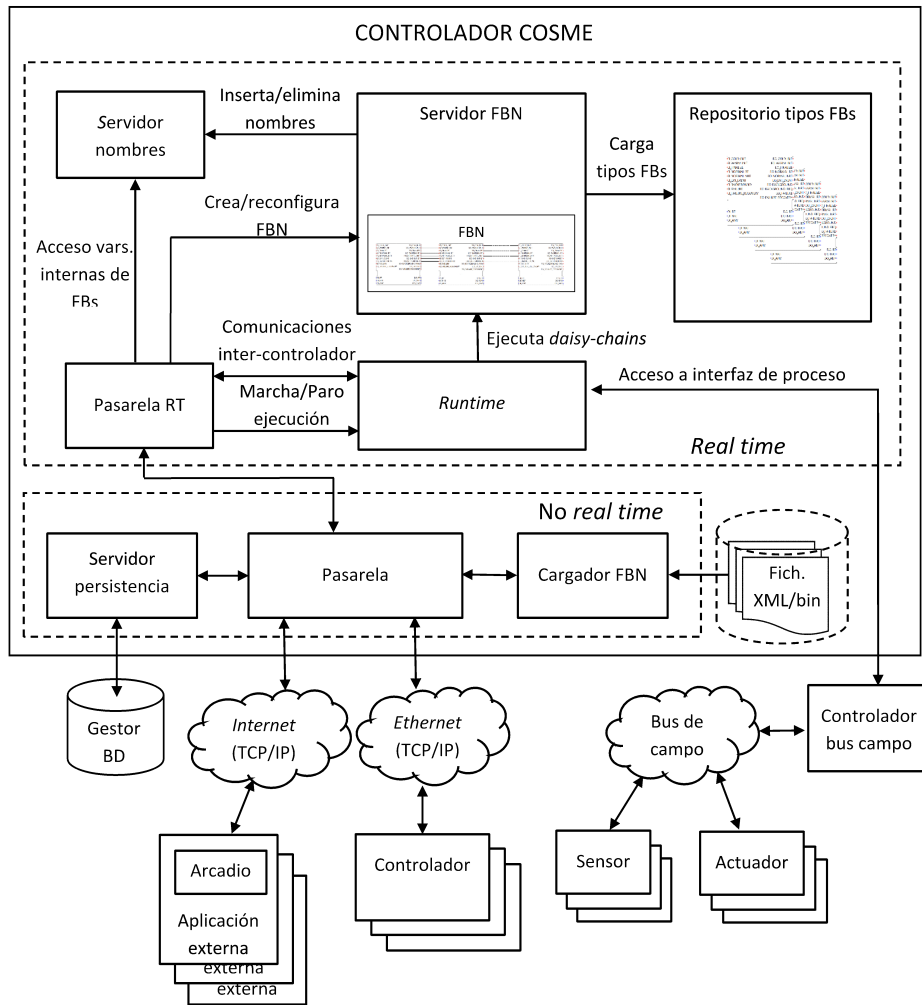 CONTROLADOR COSME
Servidor
nombres
Inserta/elimina
nombres
Servidor FBN
Carga
tipos FBs
Repositorio tipos FBs
Crea/reconfigura
FBN
FBN
Acceso vars.
internas de
FBs
Comunicaciones
inter-controlador
Ejecuta daisy-chains
Pasarela RT
Marcha/Paro
ejecución
Runtime
Acceso a interfaz de proceso
Real time
No real time
Servidor
persistencia
Pasarela
Cargador FBN
Fich.
XML/bin
Gestor
BD
Internet
(TCP/IP)
Ethernet
(TCP/IP)
Bus de
campo
Controlador
bus campo
Arcadio
Aplicación
externa
externa
externa
Controlador
Sensor
Actuador